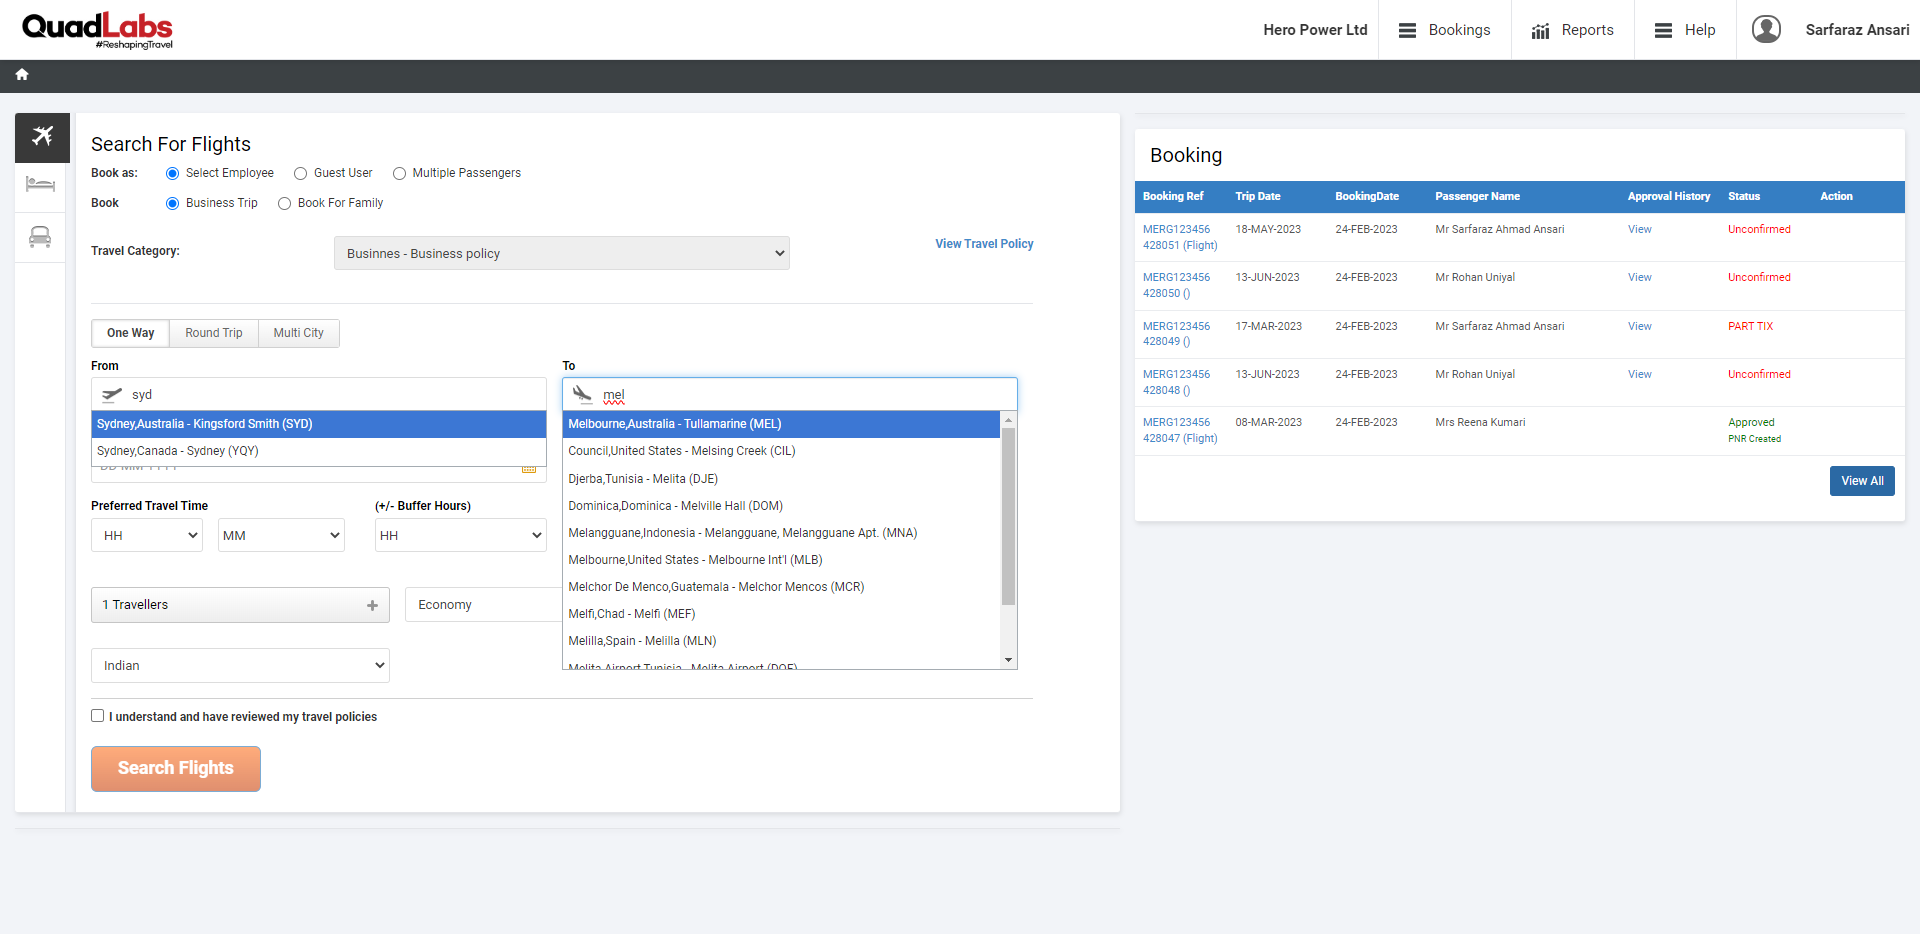 QuadLabs
#ReshapingTravel
Hero Power Ltd
Bookings
Reports
Help
Sarfaraz Ansari
Search For Flights
Book as: Select Employee Guest User Multiple Passengers
Book Business Trip Book For Family
Travel Category: Businnes - Business policy View Travel Policy
One Way Round Trip Multi City
From
syd
Sydney,Australia - Kingsford Smith (SYD)
Sydney,Canada - Sydney (YQY)
To
mel
Melbourne,Australia - Tullamarine (MEL)
Council,United States - Melsing Creek (CIL)
Djerba,Tunisia - Melita (DJE)
Dominica,Dominica - Melville Hall (DOM)
Melangguane,Indonesia - Melangguane, Melangguane Apt. (MNA)
Melbourne,United States - Melbourne Int'l (MLB)
Melchor De Menco,Guatemala - Melchor Mencos (MCR)
Melfi,Chad - Melfi (MEF)
Melilla,Spain - Melilla (MLN)
Preferred Travel Time (+/- Buffer Hours)
HH MM HH
1 Travellers Economy
Indian
I understand and have reviewed my travel policies
Search Flights
Booking
Booking Ref Trip Date BookingDate Passenger Name Approval History Status Action
MERG123456 18-MAY-2023 24-FEB-2023 Mr Sarfaraz Ahmad Ansari View Unconfirmed
428051 (Flight)
MERG123456 13-JUN-2023 24-FEB-2023 Mr Rohan Uniyal View Unconfirmed
428050 ()
MERG123456 17-MAR-2023 24-FEB-2023 Mr Sarfaraz Ahmad Ansari View PART TIX
428049 ()
MERG123456 13-JUN-2023 24-FEB-2023 Mr Rohan Uniyal View Unconfirmed
428048 ()
MERG123456 08-MAR-2023 24-FEB-2023 Mrs Reena Kumari Approved
428047 (Flight) PNR Created
View All